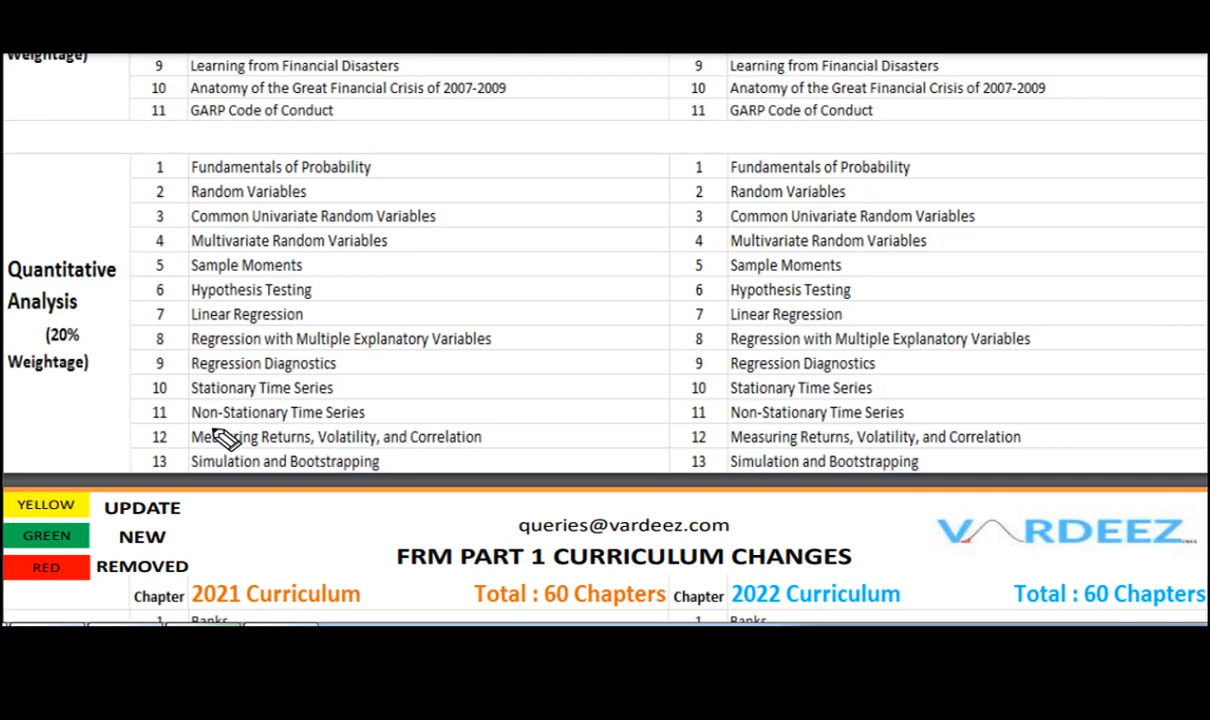 Weightage)
9 Learning from Financial Disasters 9 Learning from Financial Disasters
10 Anatomy of the Great Financial Crisis of 2007-2009 10 Anatomy of the Great Financial Crisis of 2007-2009
11 GARP Code of Conduct 11 GARP Code of Conduct
1 Fundamentals of Probability 1 Fundamentals of Probability
2 Random Variables 2 Random Variables
3 Common Univariate Random Variables 3 Common Univariate Random Variables
4 Multivariate Random Variables 4 Multivariate Random Variables
Quantitative 5 Sample Moments 5 Sample Moments
Analysis 6 Hypothesis Testing 6 Hypothesis Testing
(20% 7 Linear Regression 7 Linear Regression
8 Regression with Multiple Explanatory Variables 8 Regression with Multiple Explanatory Variables
Weightage) 9 Regression Diagnostics 9 Regression Diagnostics
10 Stationary Time Series 10 Stationary Time Series
11 Non-Stationary Time Series 11 Non-Stationary Time Series
12 Measuring Returns, Volatility, and Correlation 12 Measuring Returns, Volatility, and Correlation
13 Simulation and Bootstrapping 13 Simulation and Bootstrapping
YELLOW UPDATE
GREEN NEW
RED REMOVED
queries@vardeez.com
VARDEEZ
FRM PART 1 CURRICULUM CHANGES
Chapter 2021 Curriculum Total : 60 Chapters Chapter 2022 Curriculum Total : 60 Chapters
1 Banks 1 Banks